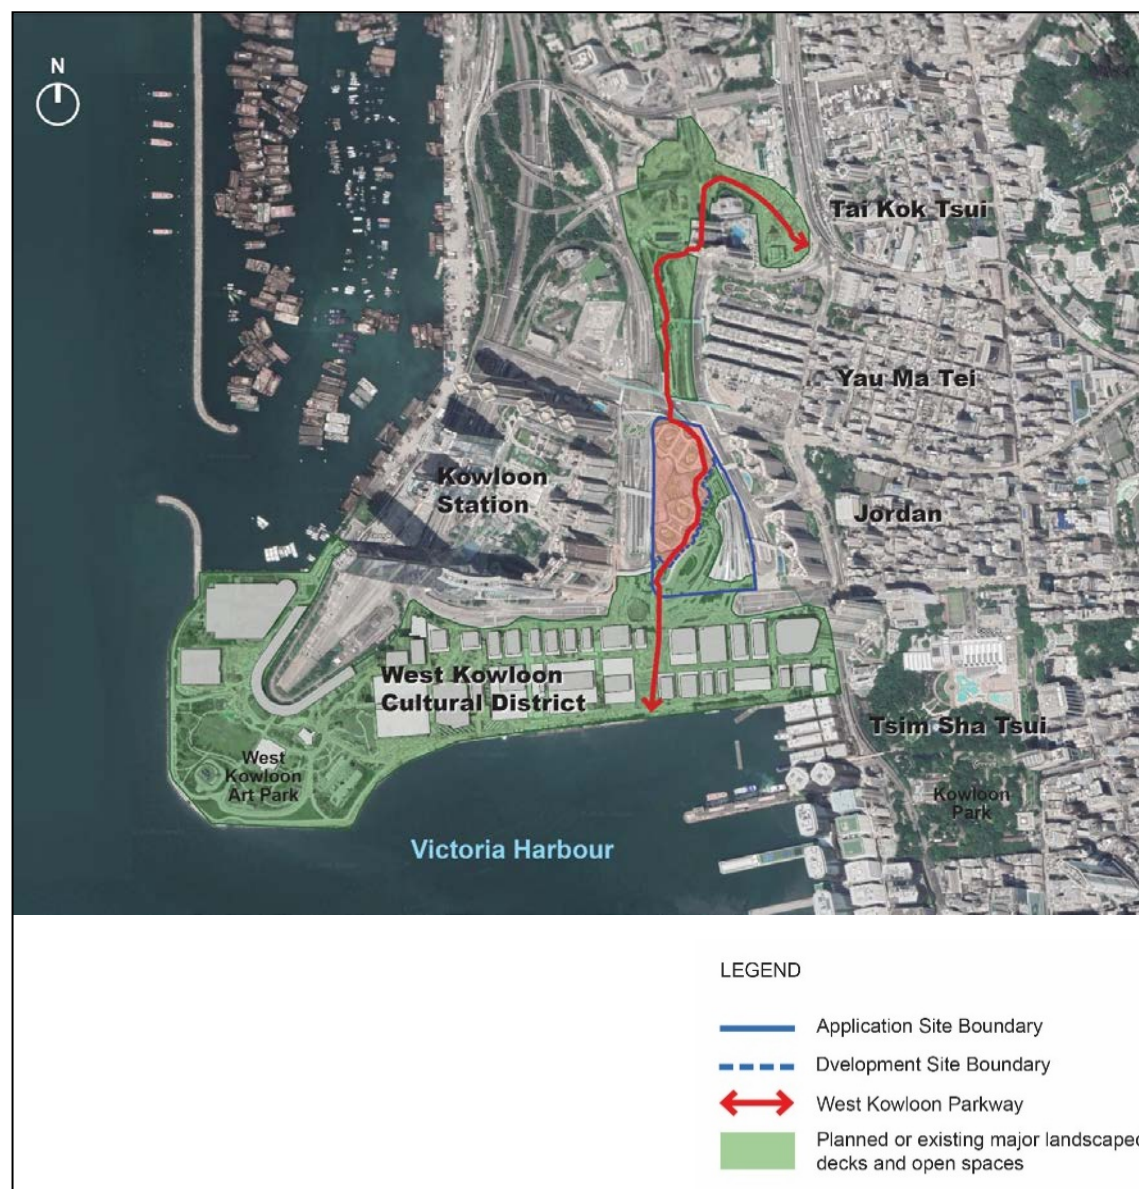 N
Tai Kok Tsui
Yau Ma Tei
Kowloon
Station
Jordan
West Kowloon
Cultural District
Tsim Sha Tsui
West
Kowloon
Art Park
Kowloon
Park
Victoria Harbour
LEGEND
Application Site Boundary
Dvelopment Site Boundary
West Kowloon Parkway
Planned or existing major landscaped
decks and open spaces